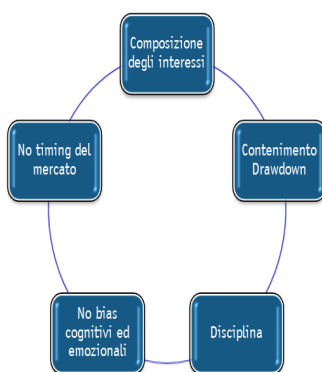 Composizione
degli interessi
No timing del
mercato
Contenimento
Drawdown
No bias
cognitivi ed
emozionali
Disciplina